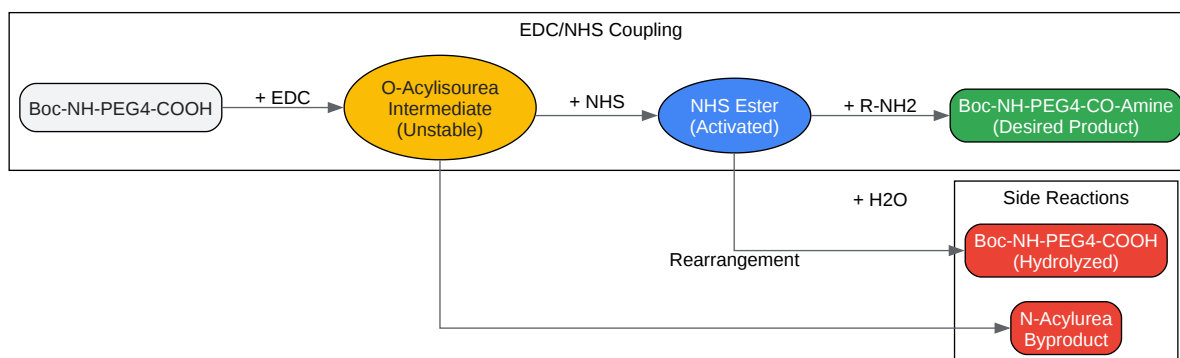 EDC/NHS Coupling
Boc-NH-PEG4-COOH
+ EDC
O-Acylisourea
Intermediate
(Unstable)
+ NHS
NHS Ester
(Activated)
+ R-NH2
Boc-NH-PEG4-CO-Amine
(Desired Product)
+ H2O
Side Reactions
Boc-NH-PEG4-COOH
(Hydrolyzed)
Rearrangement
N-Acylurea
Byproduct